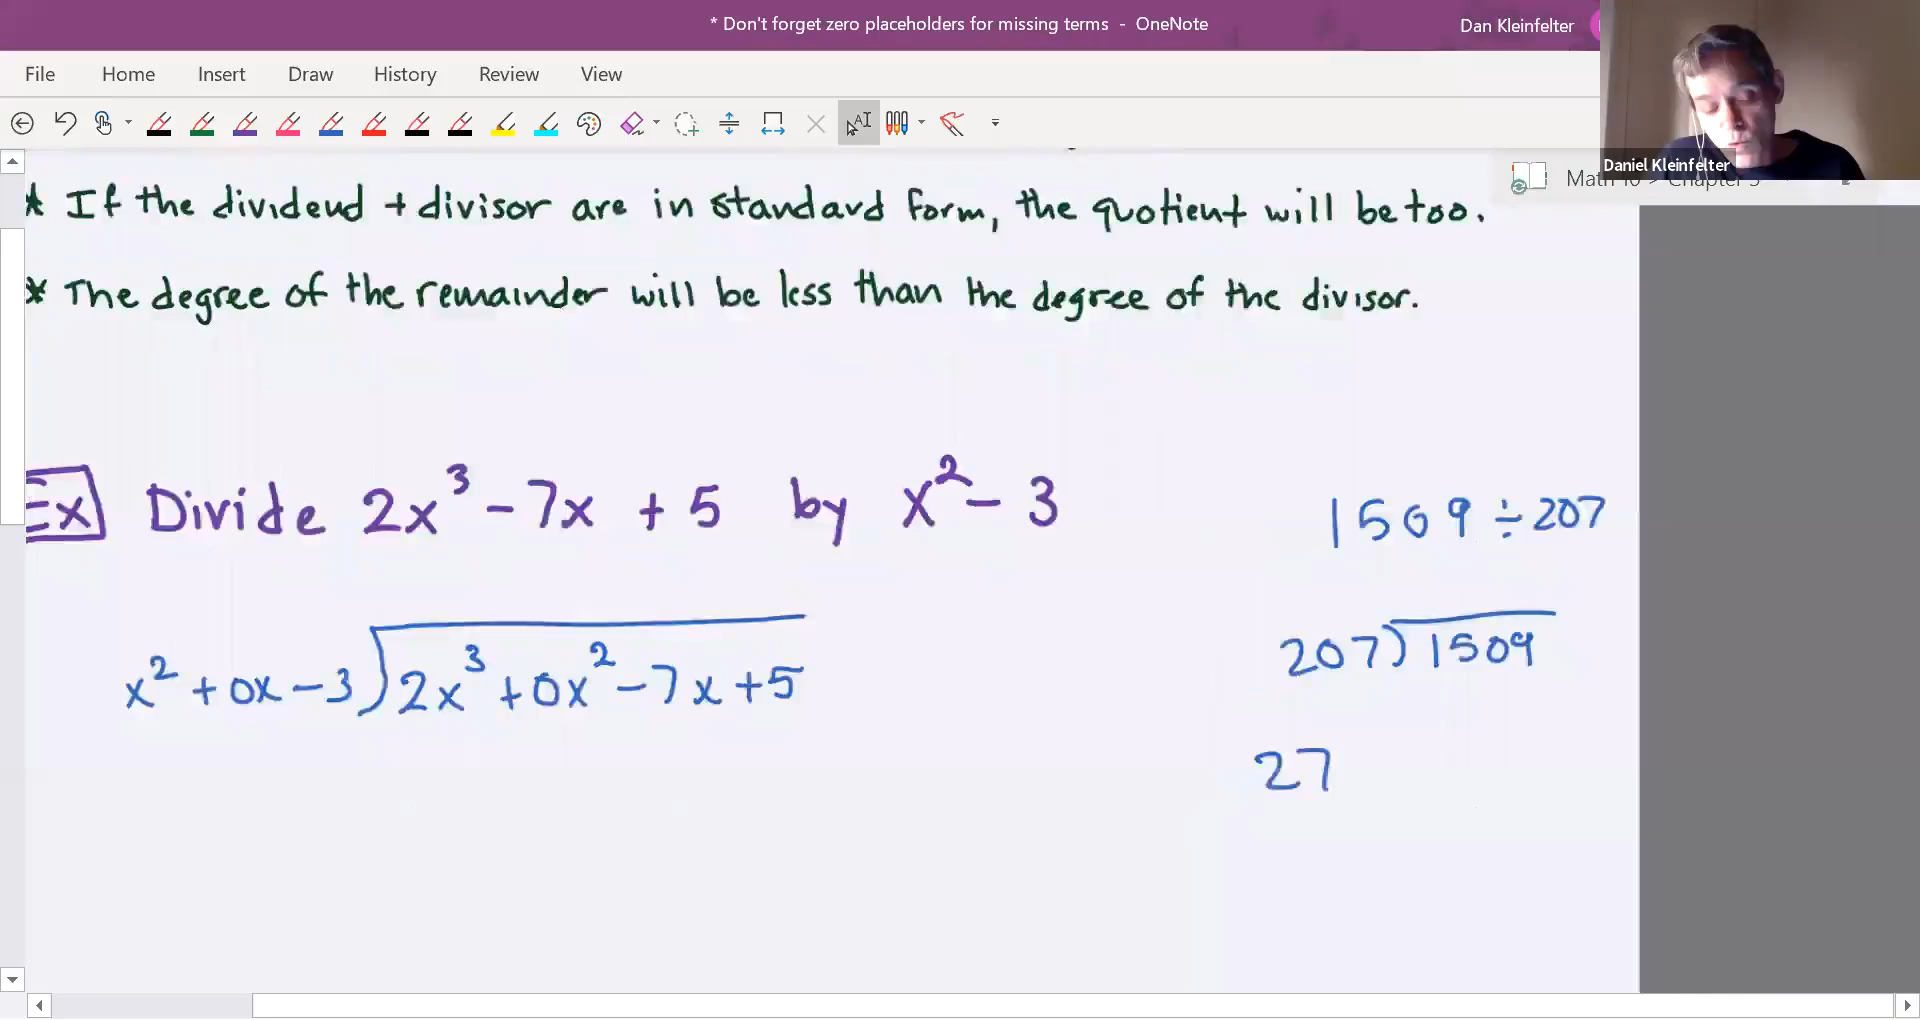 * Don't forget zero placeholders for missing terms - OneNote
Dan Kleinfelter
File Home Insert Draw History Review View
Daniel Kleinfelter
Math 10 > Chapter
* If the dividend + divisor are in standard form, the quotient will be too.
* The degree of the remainder will be less than the degree of the divisor.
Ex Divide 2x³ - 7x + 5 by x² - 3
1509 ÷ 207
x² + 0x - 3 ) 2x³ + 0x² - 7x + 5
207 ) 1509
27